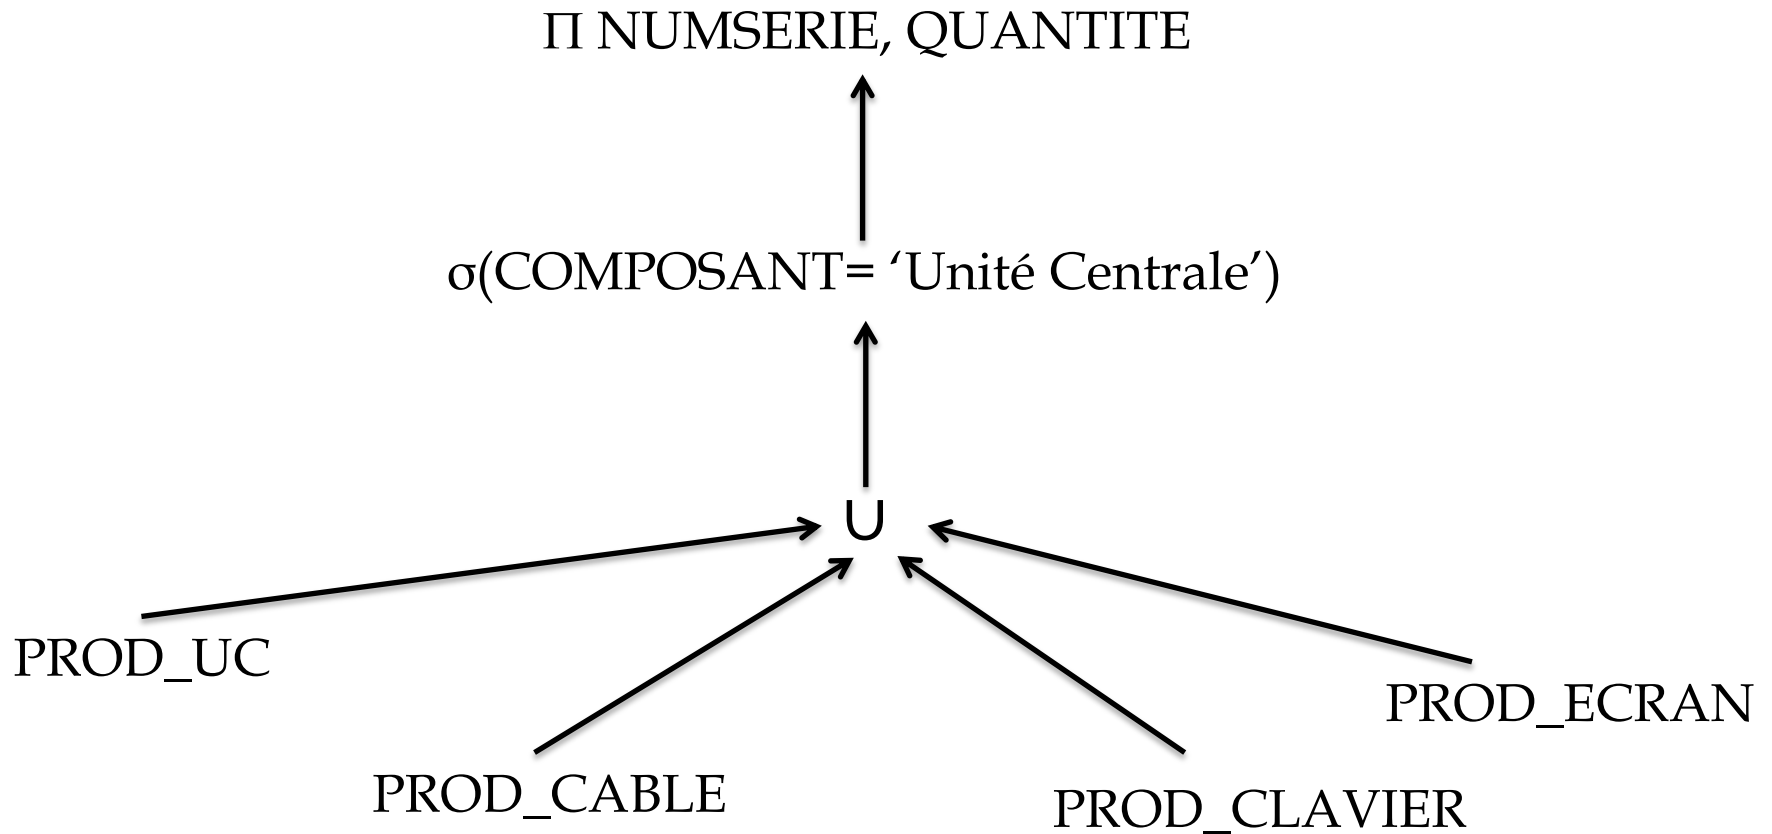 Π NUMSERIE, QUANTITE
σ(COMPOSANT= ‘Unité Centrale’)
∪
PROD_UC
PROD_ECRAN
PROD_CABLE
PROD_CLAVIER